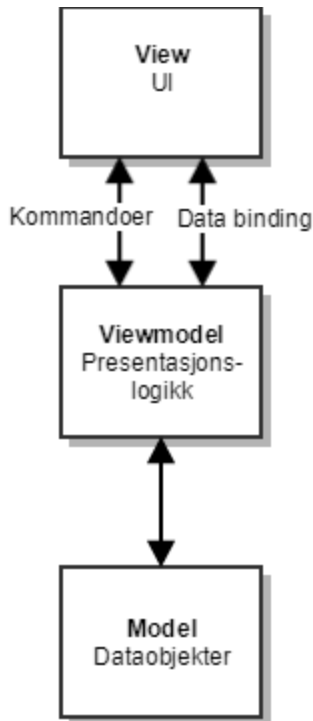 View
UI
Kommandoer Data binding
Viewmodel
Presentasjons-
logikk
Model
Dataobjekter